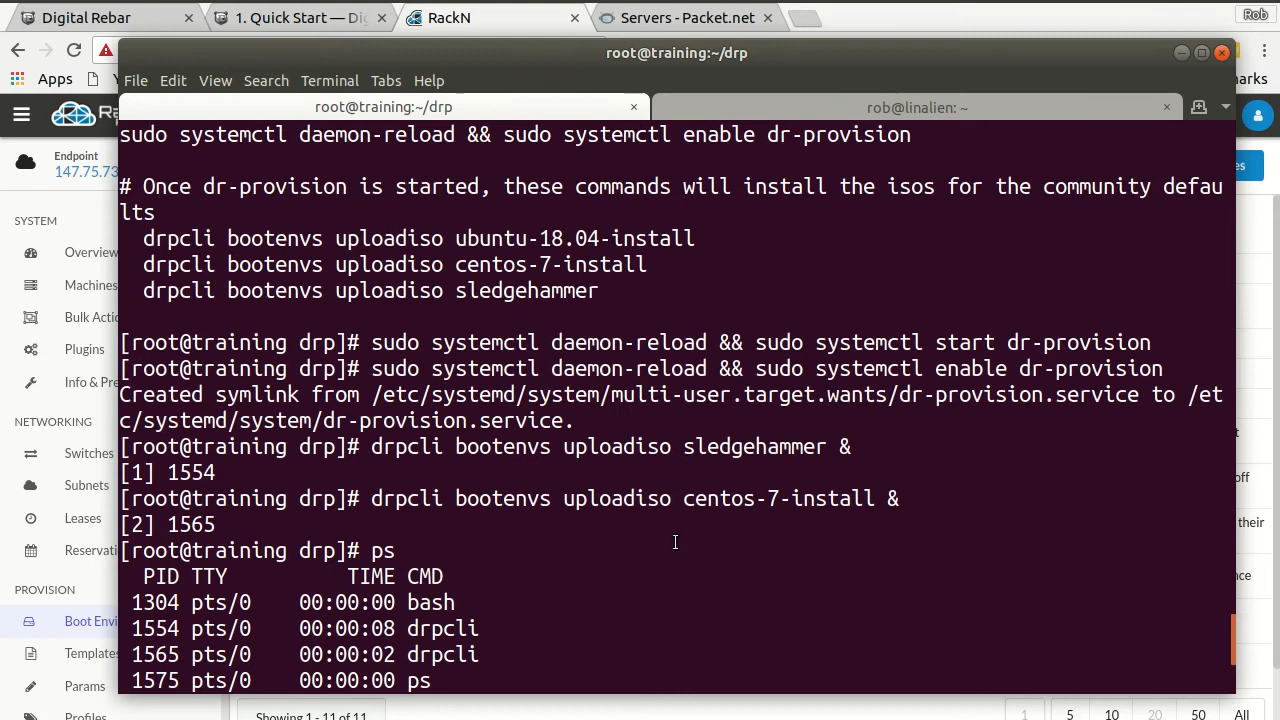 Digital Rebar
1. Quick Start — Di
RackN
Servers - Packet.net
Rob
Apps
root@training:~/drp
File Edit View Search Terminal Tabs Help
root@training:~/drp
rob@linalien: ~
Endpoint
147.75.73
SYSTEM
Overview
Machines
Bulk Actio
Plugins
Info & Pre
NETWORKING
Switches
Subnets
Leases
Reservati
PROVISION
Boot Envi
Templates
Params
Profiles
sudo systemctl daemon-reload && sudo systemctl enable dr-provision
# Once dr-provision is started, these commands will install the isos for the community defau
lts
drpcli bootenvs uploadiso ubuntu-18.04-install
drpcli bootenvs uploadiso centos-7-install
drpcli bootenvs uploadiso sledgehammer
[root@training drp]# sudo systemctl daemon-reload && sudo systemctl start dr-provision
[root@training drp]# sudo systemctl daemon-reload && sudo systemctl enable dr-provision
Created symlink from /etc/systemd/system/multi-user.target.wants/dr-provision.service to /et
c/systemd/system/dr-provision.service.
[root@training drp]# drpcli bootenvs uploadiso sledgehammer &
[1] 1554
[root@training drp]# drpcli bootenvs uploadiso centos-7-install &
[2] 1565
[root@training drp]# ps
PID TTY TIME CMD
1304 pts/0 00:00:00 bash
1554 pts/0 00:00:08 drpcli
1565 pts/0 00:00:02 drpcli
1575 pts/0 00:00:00 ps
Showing 1 - 11 of 11
1 5 10 20 50 All